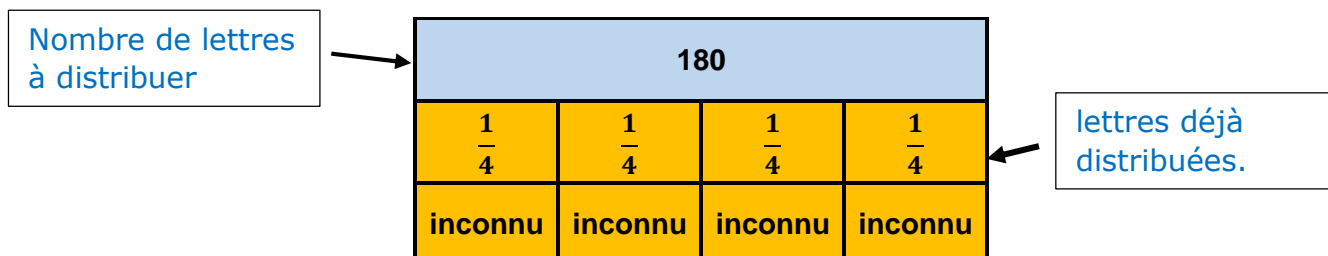 Nombre de lettres
à distribuer
180
1/4 1/4 1/4 1/4
lettres déjà
distribuées.
inconnu inconnu inconnu inconnu